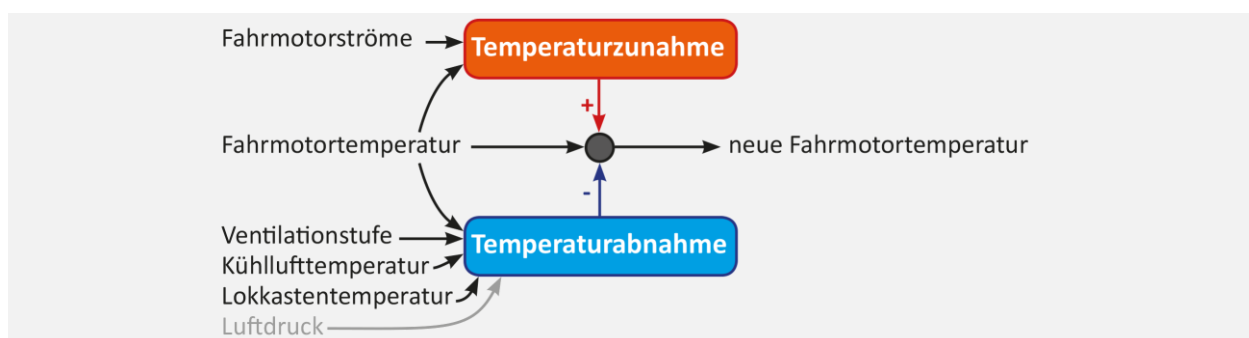 Fahrmotorströme
Temperaturzunahme
+
Fahrmotortemperatur
neue Fahrmotortemperatur
-
Ventilationstufe
Temperaturabnahme
Kühllufttemperatur
Lokkastentemperatur
Luftdruck